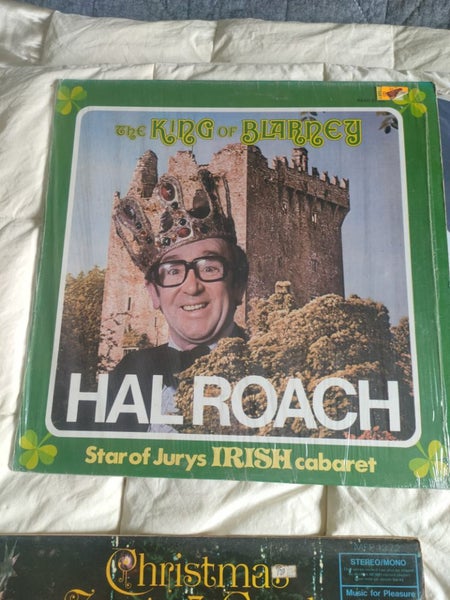 THE KING OF BLARNEY
HAL ROACH
Star of Jurys IRISH cabaret
Christmas
STEREO/MONO
Music for Pleasure